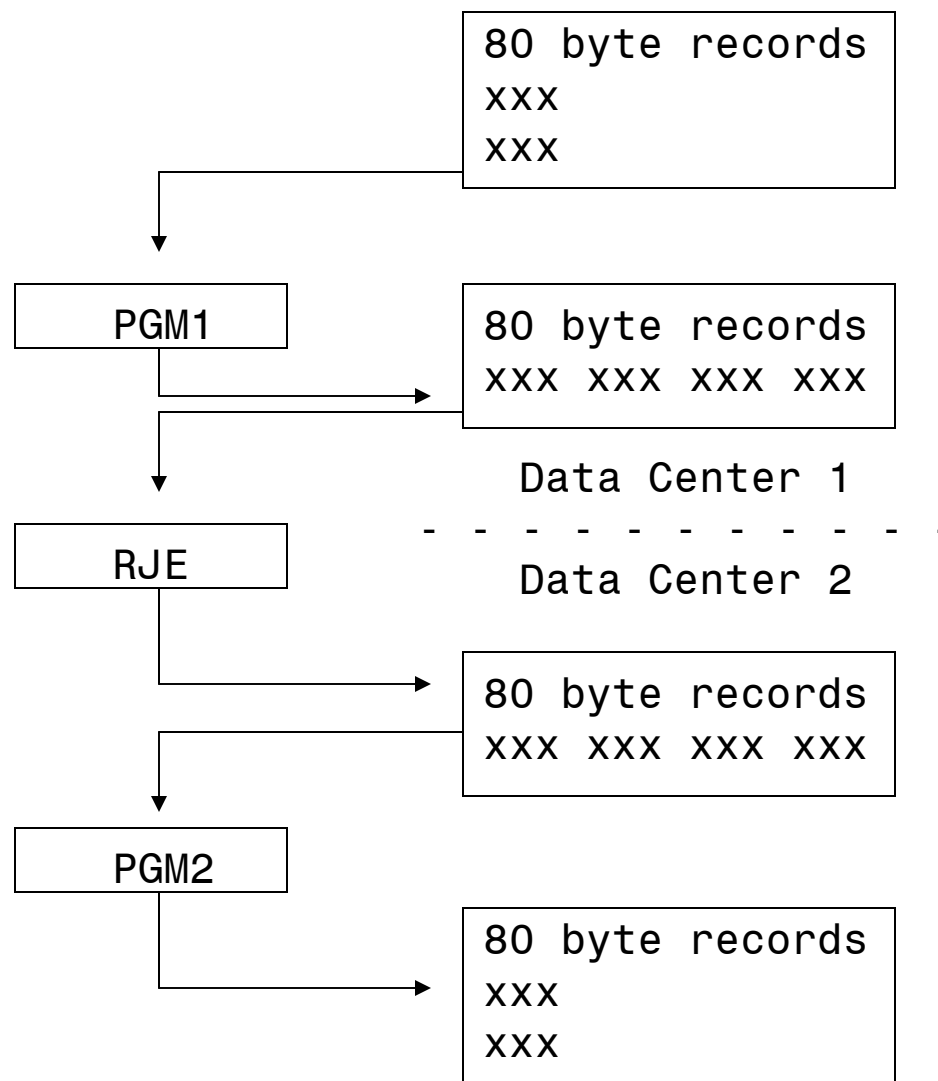 80 byte records
xxx
xxx
PGM1
80 byte records
xxx xxx xxx xxx
Data Center 1
- - - - - - - - - - -
RJE
Data Center 2
80 byte records
xxx xxx xxx xxx
PGM2
80 byte records
xxx
xxx